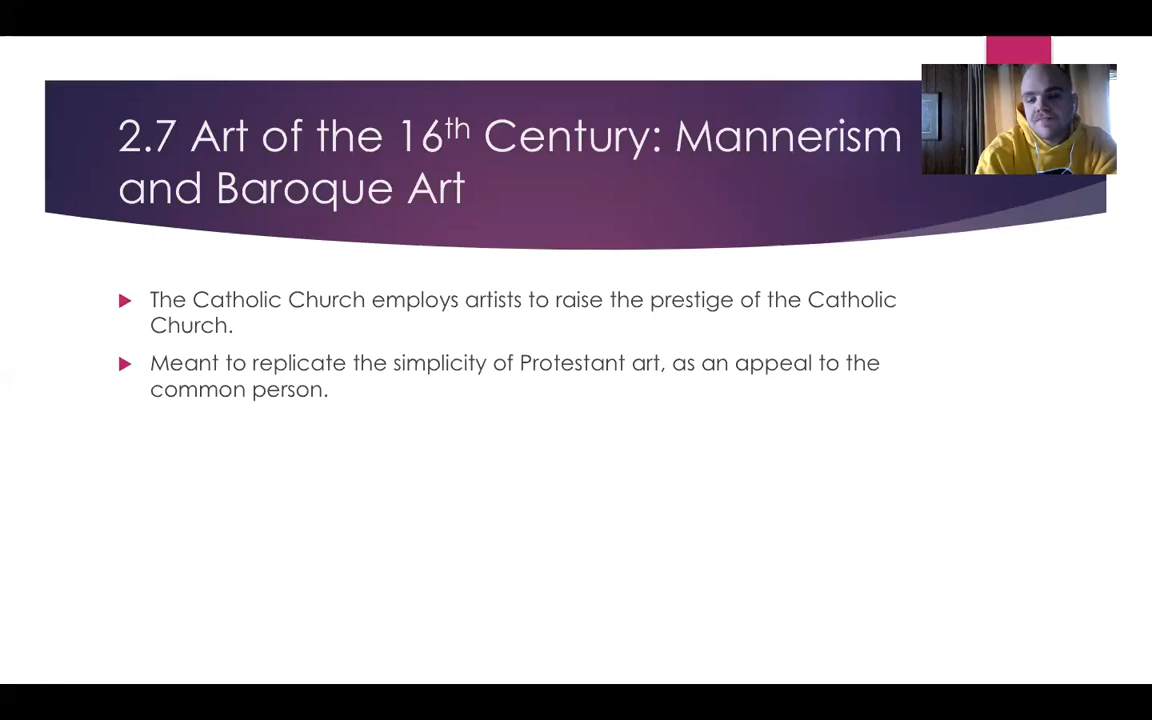 2.7 Art of the 16th Century: Mannerism
and Baroque Art
The Catholic Church employs artists to raise the prestige of the Catholic
Church.
Meant to replicate the simplicity of Protestant art, as an appeal to the
common person.